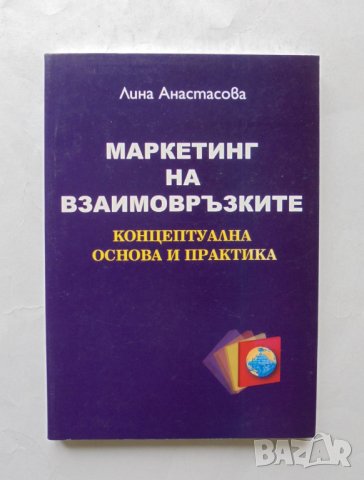 Лина Анастасова
МАРКЕТИНГ
НА
ВЗАИМОВРЪЗКИТЕ
КОНЦЕПТУАЛНА
ОСНОВА И ПРАКТИКА
BAZAR